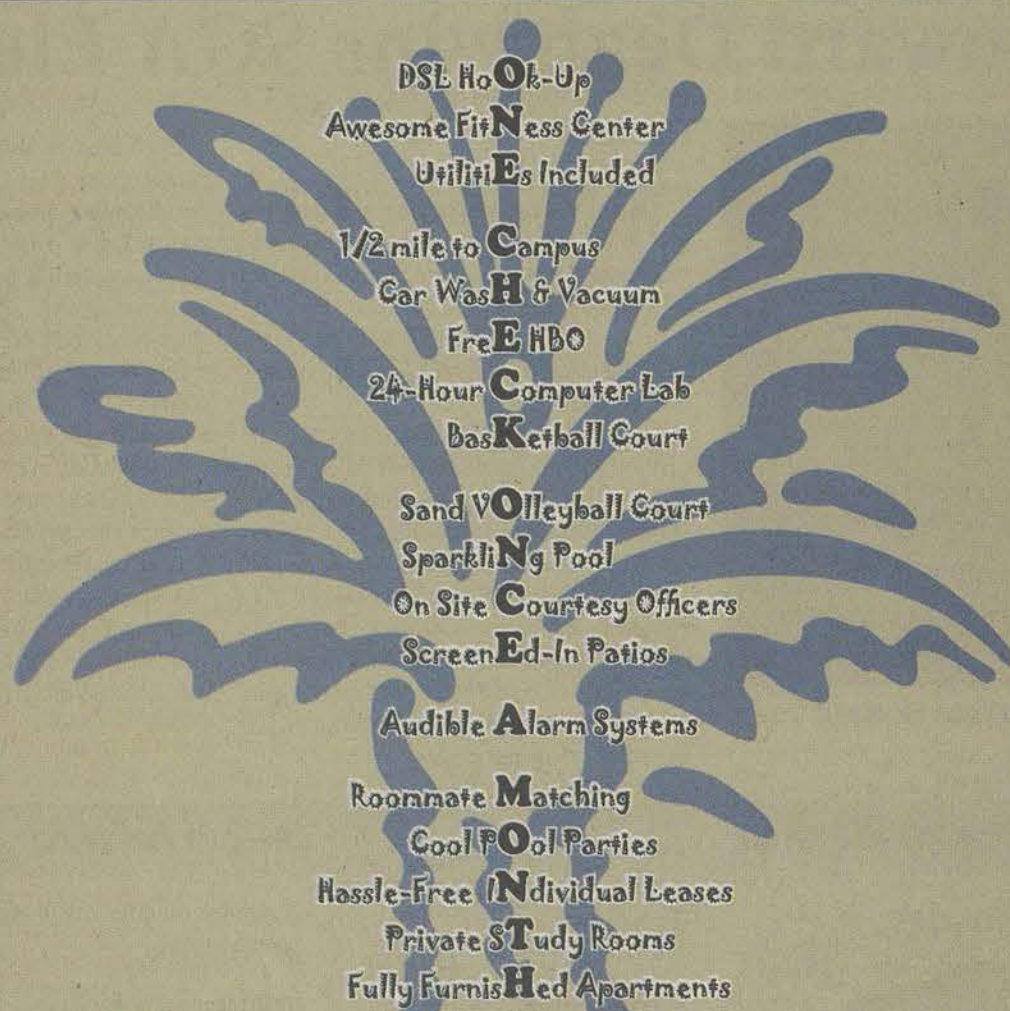 DSL HoOk-Up
Awesome FitNess Center
UtilitiEs Included
1/2 mile to Campus
Car WasH & Vacuum
FreE HBO
24-Hour Computer Lab
BasKetball Court
Sand VOlleyball Court
SparkliNg Pool
On Site Courtesy Officers
ScreenEd-In Patios
Audible Alarm Systems
Roommate Matching
Cool POol Parties
Hassle-Free INdividual Leases
Private STudy Rooms
Fully FurnisHed Apartments